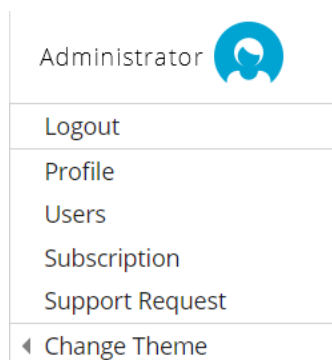 Administrator
Logout
Profile
Users
Subscription
Support Request
Change Theme